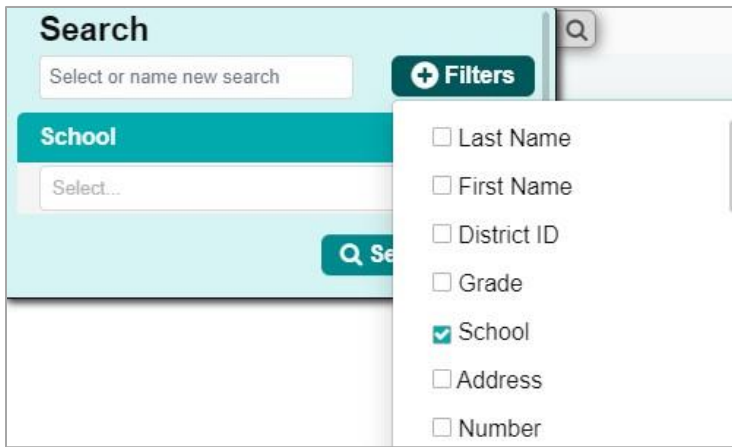 Search
Select or name new search
Filters
School
Select...
Last Name
First Name
District ID
Grade
School
Address
Number